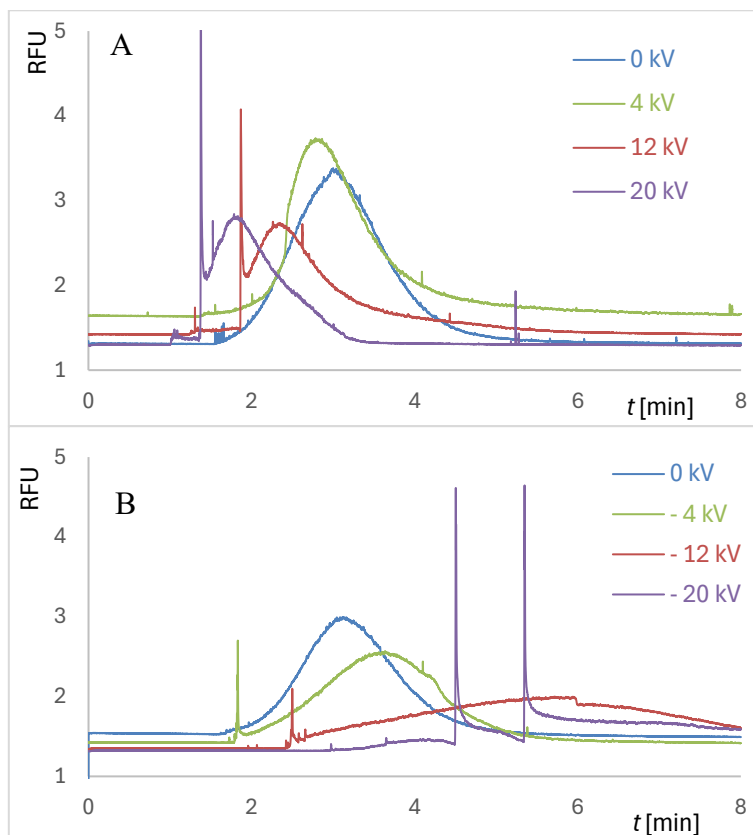 RFU
A
5
4
3
2
1
0 kV
4 kV
12 kV
20 kV
0 2 4 6 8
t [min]
RFU
B
5
4
3
2
1
0 kV
- 4 kV
- 12 kV
- 20 kV
0 2 4 6 8
t [min]